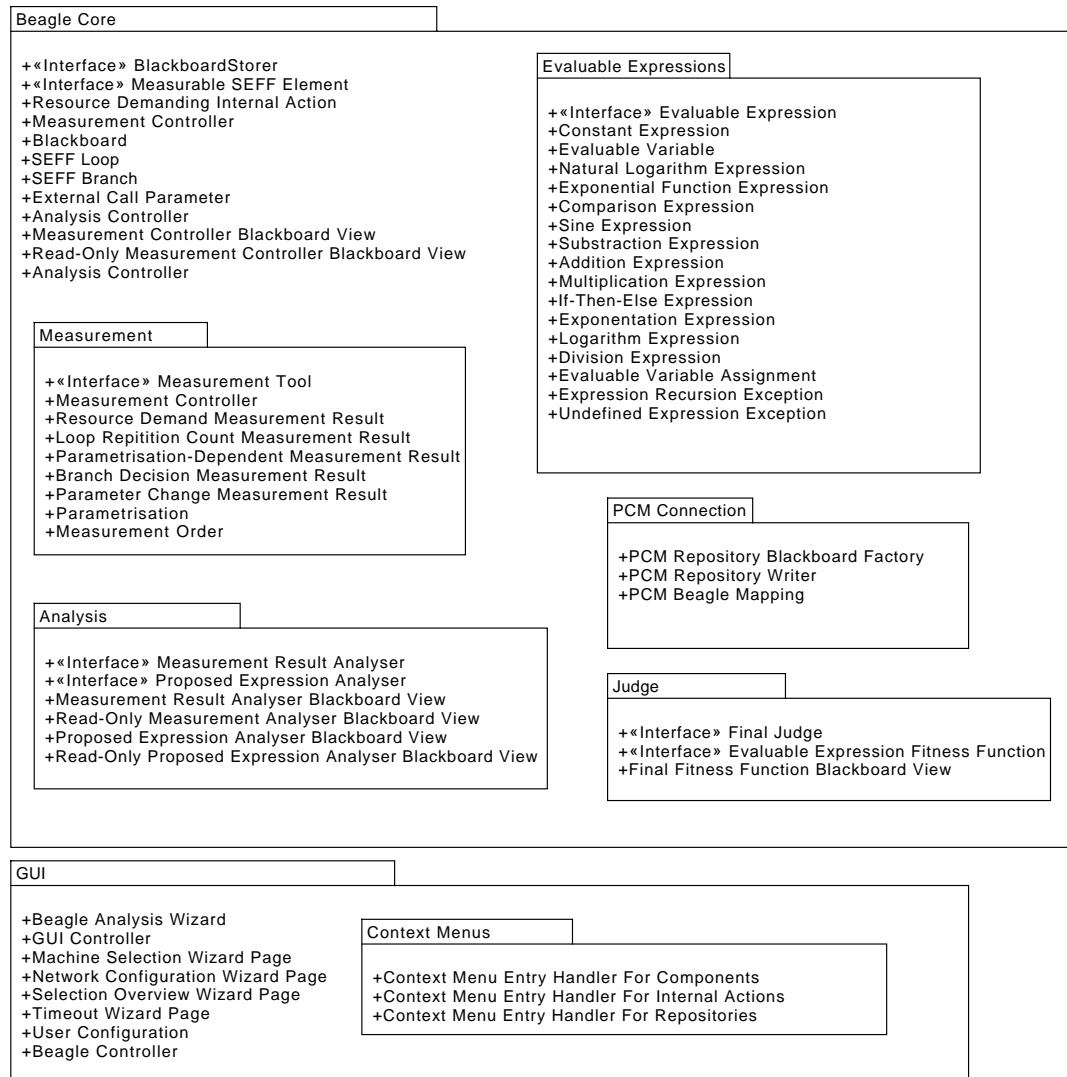 Beagle Core
+«Interface» BlackboardStorer
+«Interface» Measurable SEFF Element
+Resource Demanding Internal Action
+Measurement Controller
+Blackboard
+SEFF Loop
+SEFF Branch
+External Call Parameter
+Analysis Controller
+Measurement Controller Blackboard View
+Read-Only Measurement Controller Blackboard View
+Analysis Controller
Evaluable Expressions
+«Interface» Evaluable Expression
+Constant Expression
+Evaluable Variable
+Natural Logarithm Expression
+Exponential Function Expression
+Comparison Expression
+Sine Expression
+Substraction Expression
+Addition Expression
+Multiplication Expression
+If-Then-Else Expression
+Exponentation Expression
+Logarithm Expression
+Division Expression
+Evaluable Variable Assignment
+Expression Recursion Exception
+Undefined Expression Exception
Measurement
+«Interface» Measurement Tool
+Measurement Controller
+Resource Demand Measurement Result
+Loop Repitition Count Measurement Result
+Parametrisation-Dependent Measurement Result
+Branch Decision Measurement Result
+Parameter Change Measurement Result
+Parametrisation
+Measurement Order
PCM Connection
+PCM Repository Blackboard Factory
+PCM Repository Writer
+PCM Beagle Mapping
Analysis
+«Interface» Measurement Result Analyser
+«Interface» Proposed Expression Analyser
+Measurement Result Analyser Blackboard View
+Read-Only Measurement Analyser Blackboard View
+Proposed Expression Analyser Blackboard View
+Read-Only Proposed Expression Analyser Blackboard View
Judge
+«Interface» Final Judge
+«Interface» Evaluable Expression Fitness Function
+Final Fitness Function Blackboard View
GUI
+Beagle Analysis Wizard
+GUI Controller
+Machine Selection Wizard Page
+Network Configuration Wizard Page
+Selection Overview Wizard Page
+Timeout Wizard Page
+User Configuration
+Beagle Controller
Context Menus
+Context Menu Entry Handler For Components
+Context Menu Entry Handler For Internal Actions
+Context Menu Entry Handler For Repositories